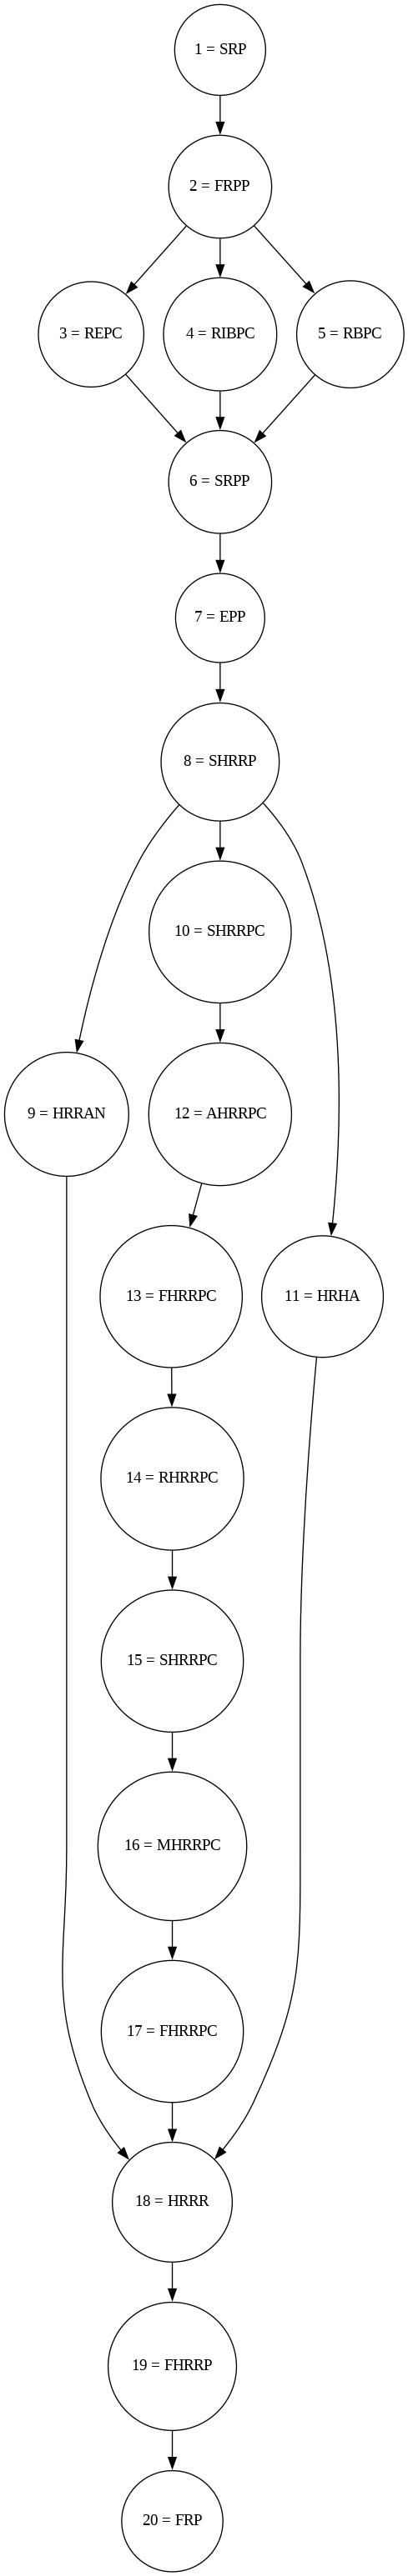 1 = SRP
2 = FRPP
3 = REPC
4 = RIBPC
5 = RBPC
6 = SRPP
7 = EPP
8 = SHRRP
10 = SHRRPC
9 = HRRAN
12 = AHRRPC
13 = FHRRPC
11 = HRHA
14 = RHRRPC
15 = SHRRPC
16 = MHRRPC
17 = FHRRPC
18 = HRRR
19 = FHRRP
20 = FRP